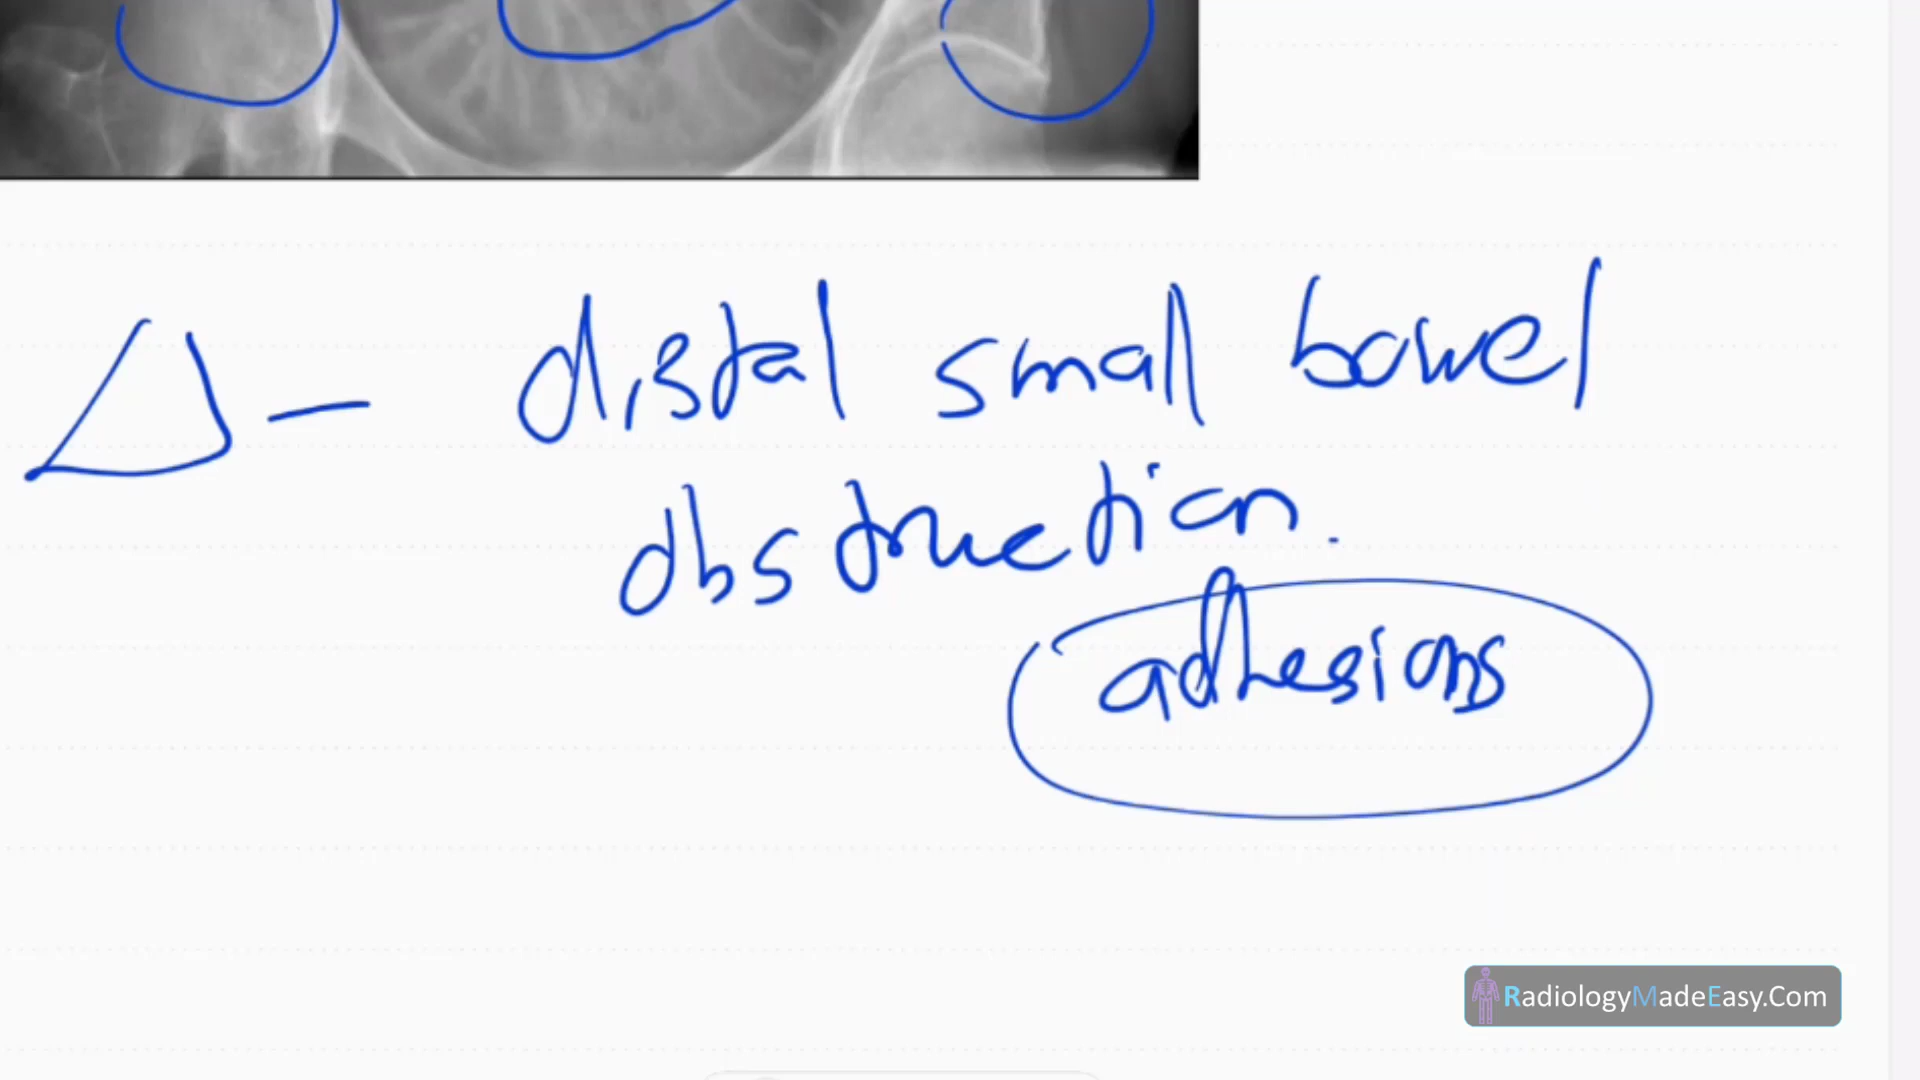 Δ — distal small bowel
obstruction.
adhesions
RadiologyMadeEasy.Com